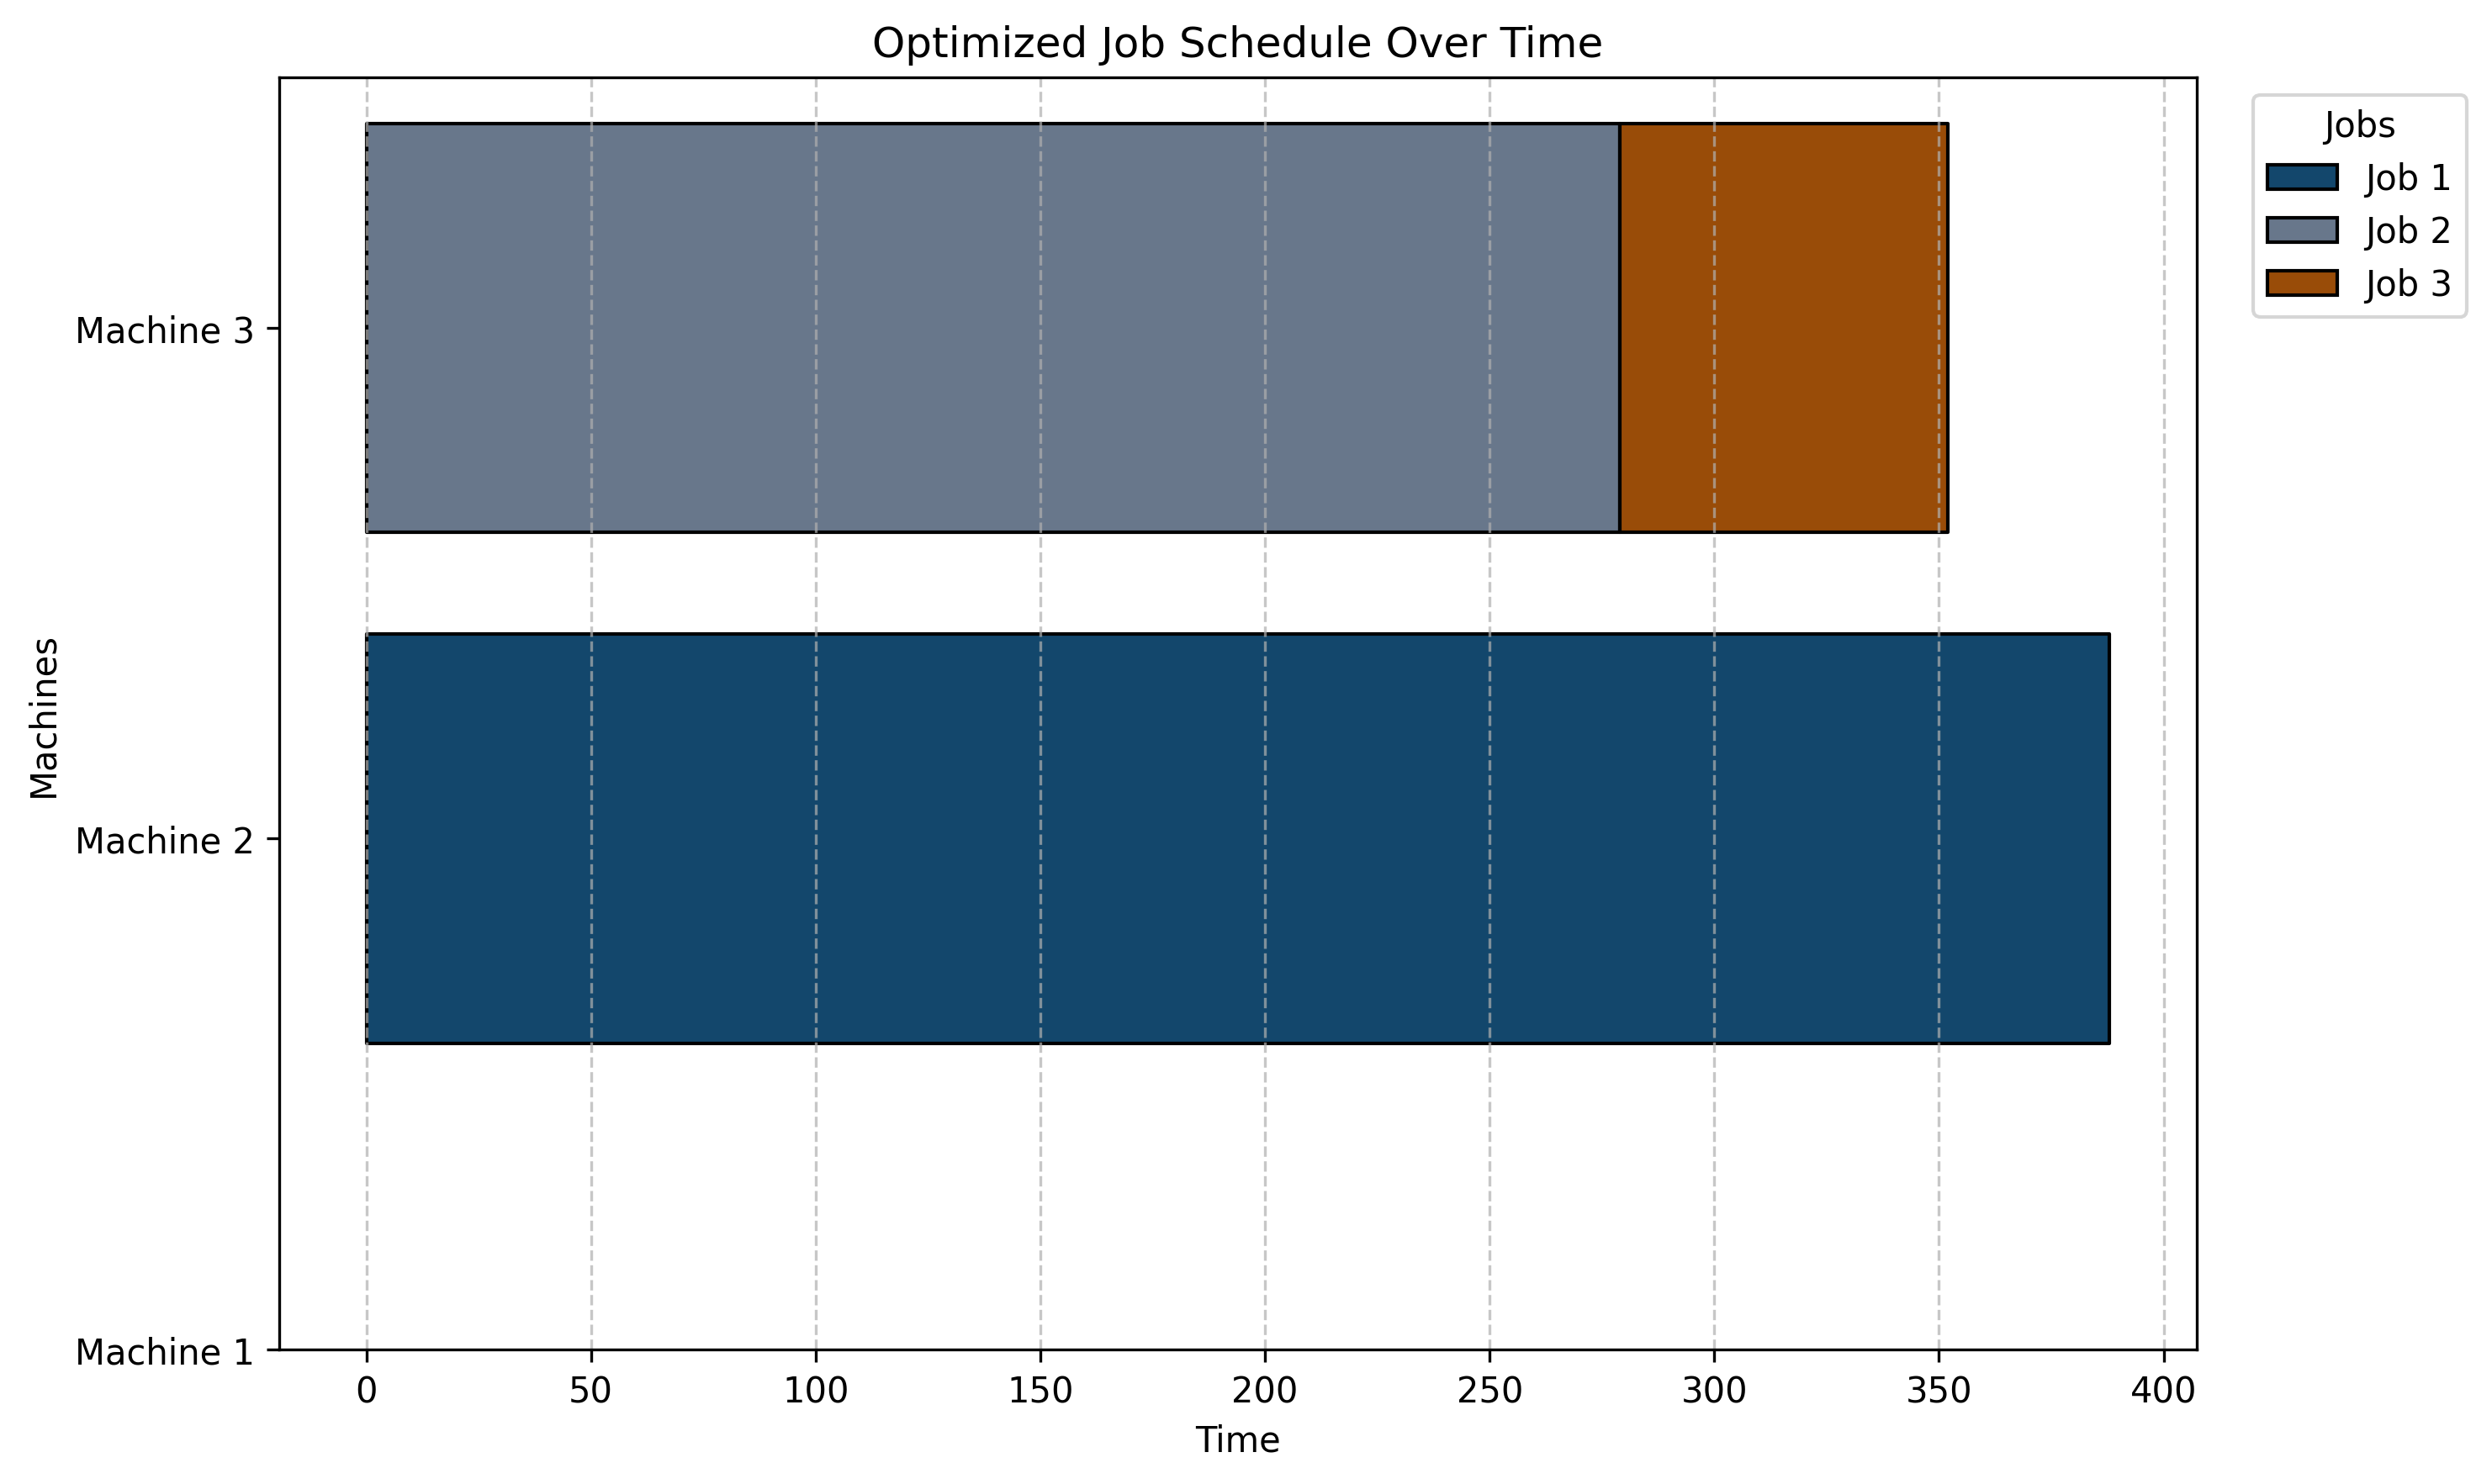 Optimized Job Schedule Over Time
Jobs
Job 1
Job 2
Job 3
Machines
Machine 3
Machine 2
Machine 1
0 50 100 150 200 250 300 350 400
Time